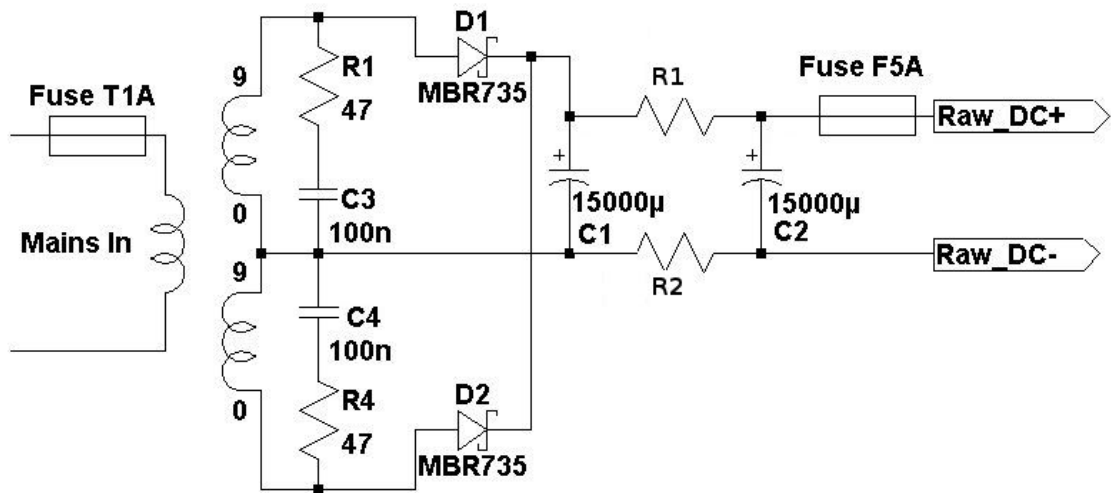 D1
9
R1
R1
Fuse F5A
Fuse T1A
47
MBR735
Raw_DC+
+
+
C3
15000µ
15000µ
0
100n
C1
C2
Mains In
9
Raw_DC-
R2
C4
100n
D2
0
R4
47
MBR735